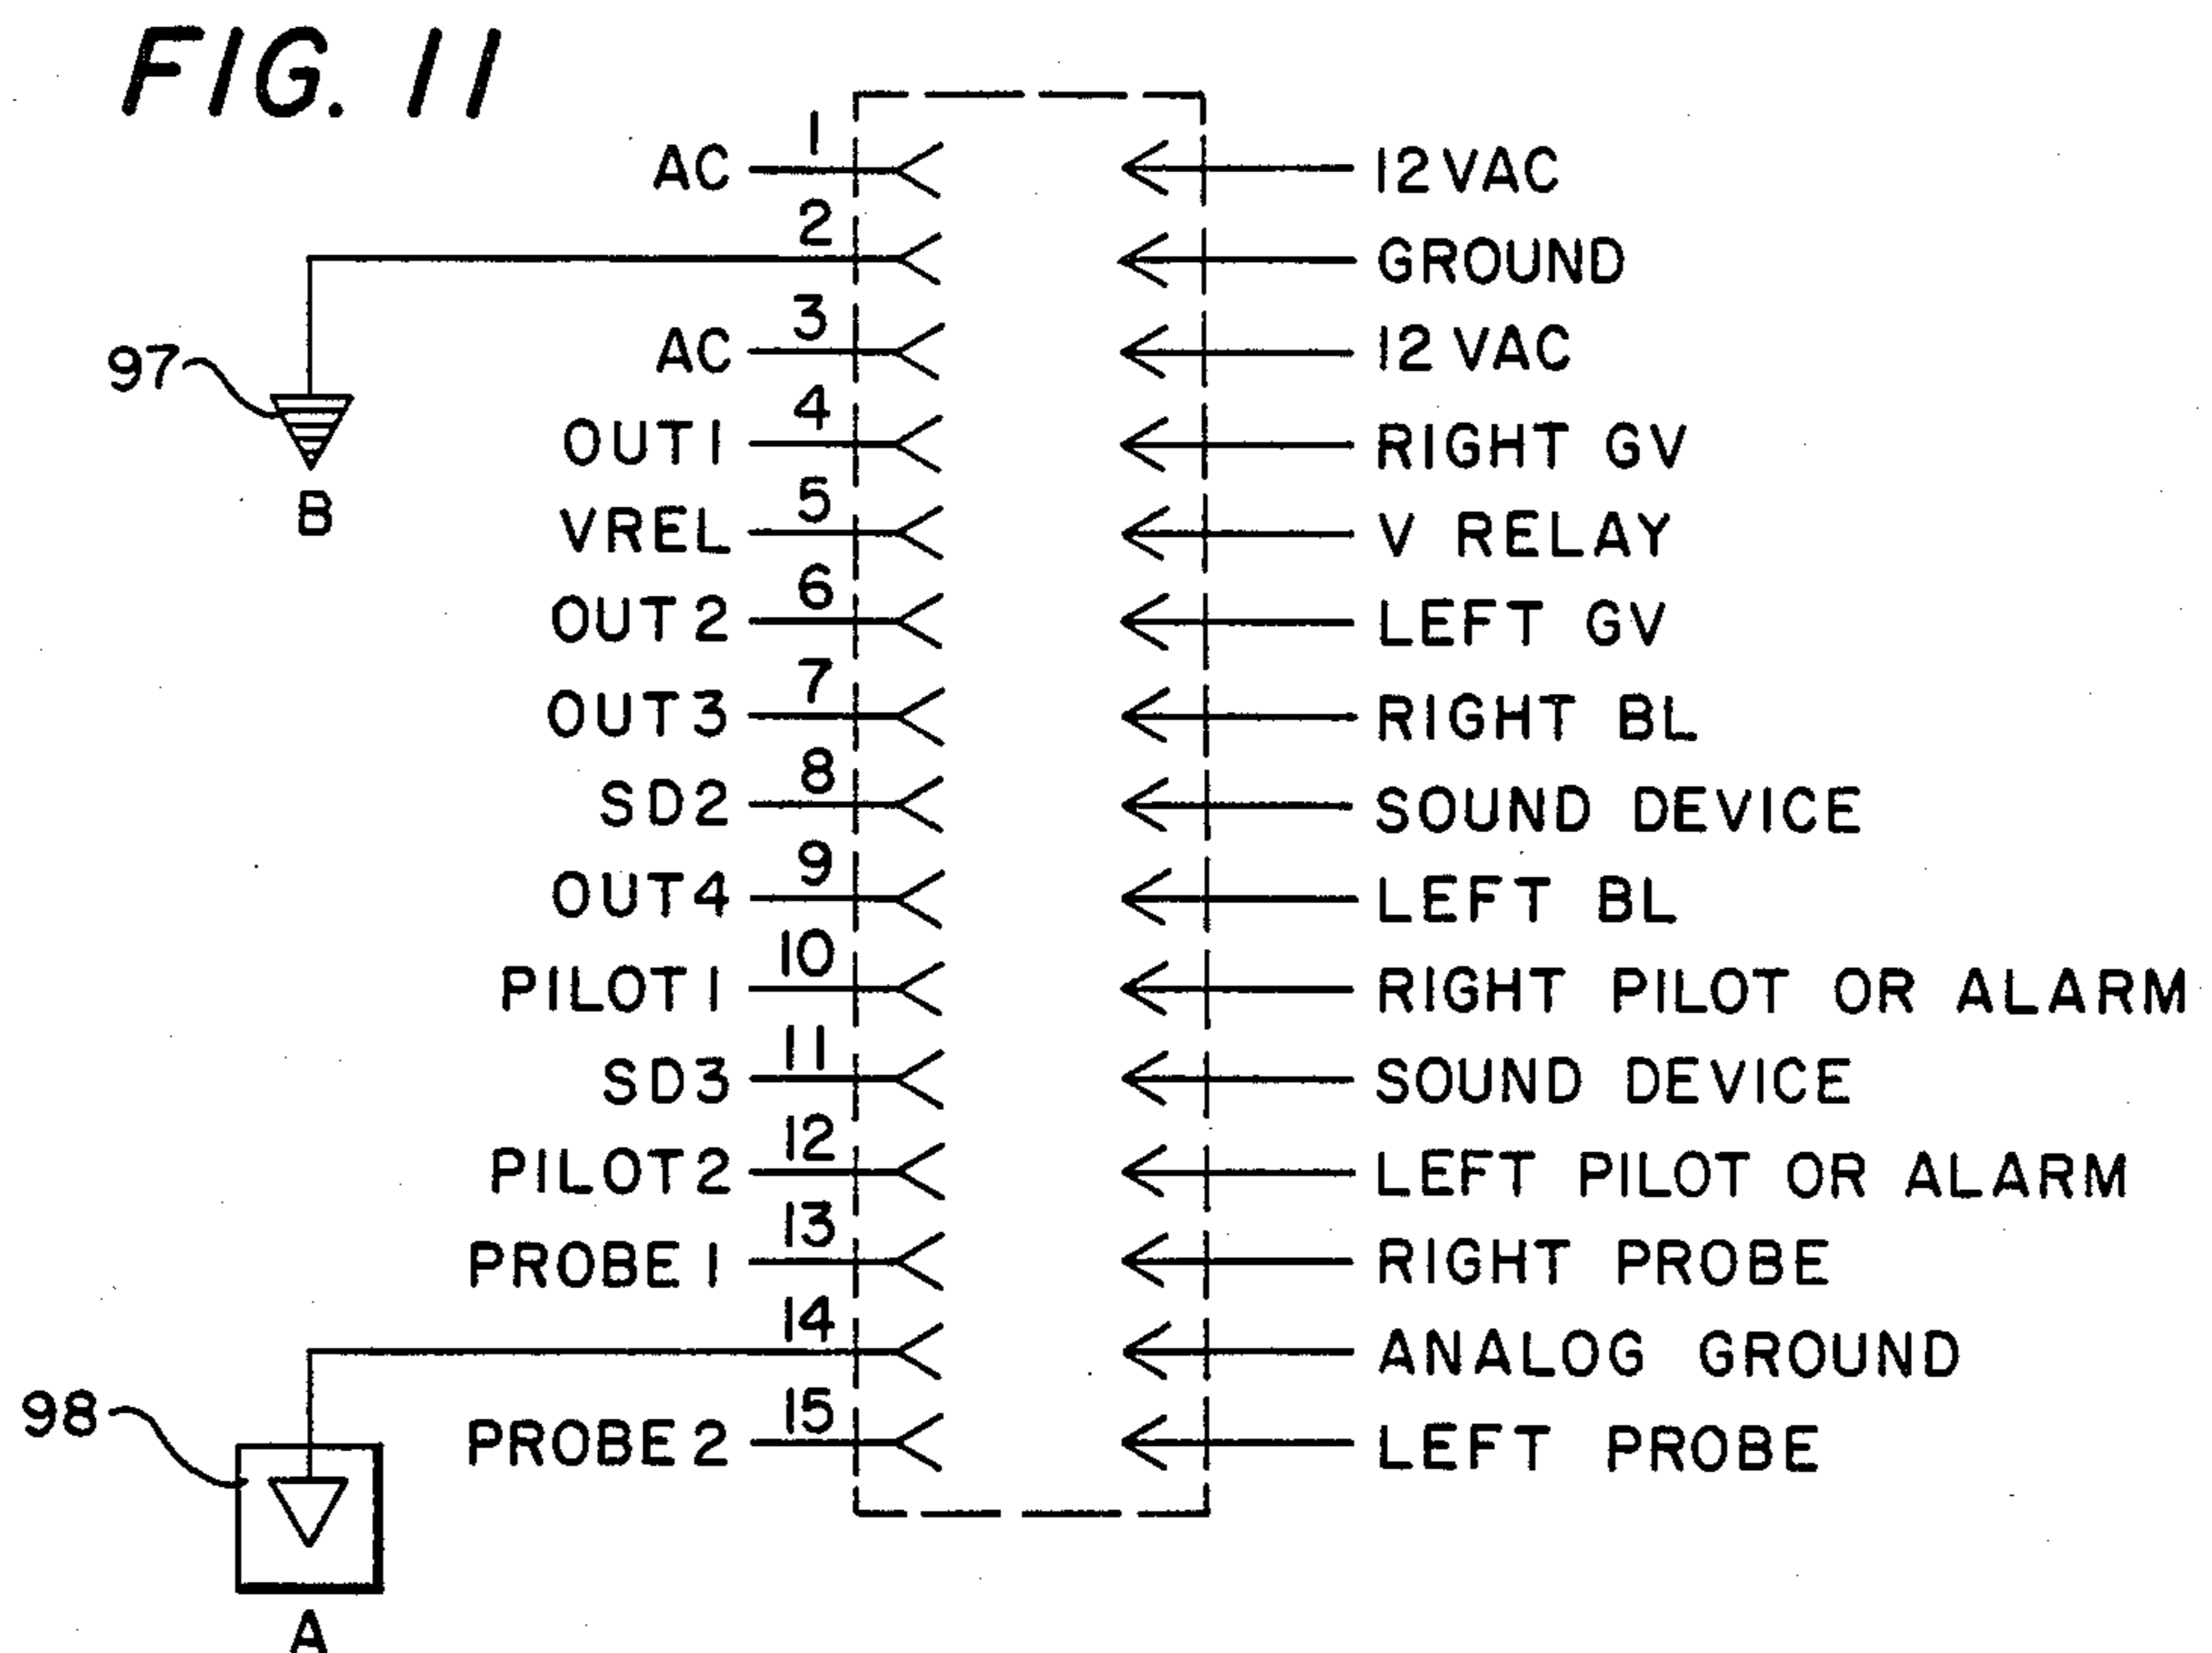 FIG. 11
1
AC 12VAC
2
GROUND
3
AC 12 VAC
97
4
OUT1 RIGHT GV
B
5
VREL V RELAY
6
OUT2 LEFT GV
7
OUT3 RIGHT BL
8
SD2 SOUND DEVICE
9
OUT4 LEFT BL
10
PILOT1 RIGHT PILOT OR ALARM
11
SD3 SOUND DEVICE
12
PILOT2 LEFT PILOT OR ALARM
13
PROBE 1 RIGHT PROBE
14
ANALOG GROUND
98
15
PROBE2 LEFT PROBE
A